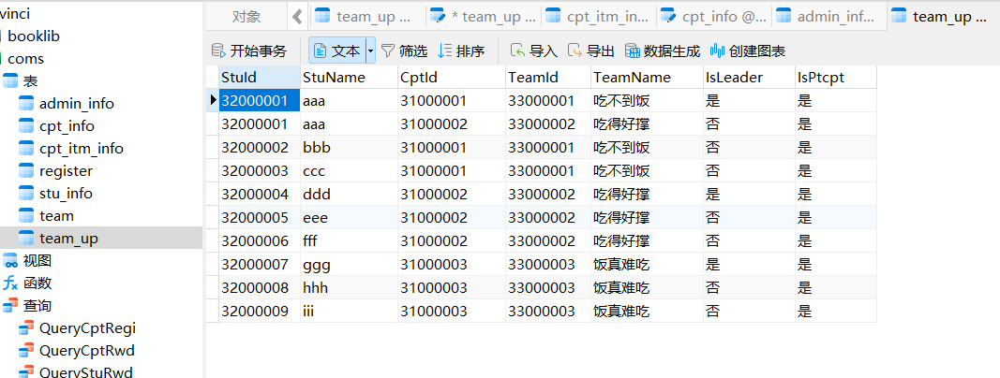 vinci
booklib
coms
表
admin_info
cpt_info
cpt_itm_info
register
stu_info
team
team_up
视图
函数
查询
QueryCptRegi
QueryCptRwd
QueryStuRwd
对象 team_up ... * team_up ... cpt_itm_in... cpt_info @... admin_inf... team_up ...
开始事务 文本 筛选 排序 导入 导出 数据生成 创建图表
StuId StuName CptId TeamId TeamName IsLeader IsPtcpt
32000001 aaa 31000001 33000001 吃不到饭 是 是
32000001 aaa 31000002 33000002 吃得好撑 否 是
32000002 bbb 31000001 33000001 吃不到饭 否 是
32000003 ccc 31000001 33000001 吃不到饭 否 是
32000004 ddd 31000002 33000002 吃得好撑 是 是
32000005 eee 31000002 33000002 吃得好撑 否 是
32000006 fff 31000002 33000002 吃得好撑 否 是
32000007 ggg 31000003 33000003 饭真难吃 是 是
32000008 hhh 31000003 33000003 饭真难吃 否 是
32000009 iii 31000003 33000003 饭真难吃 否 是